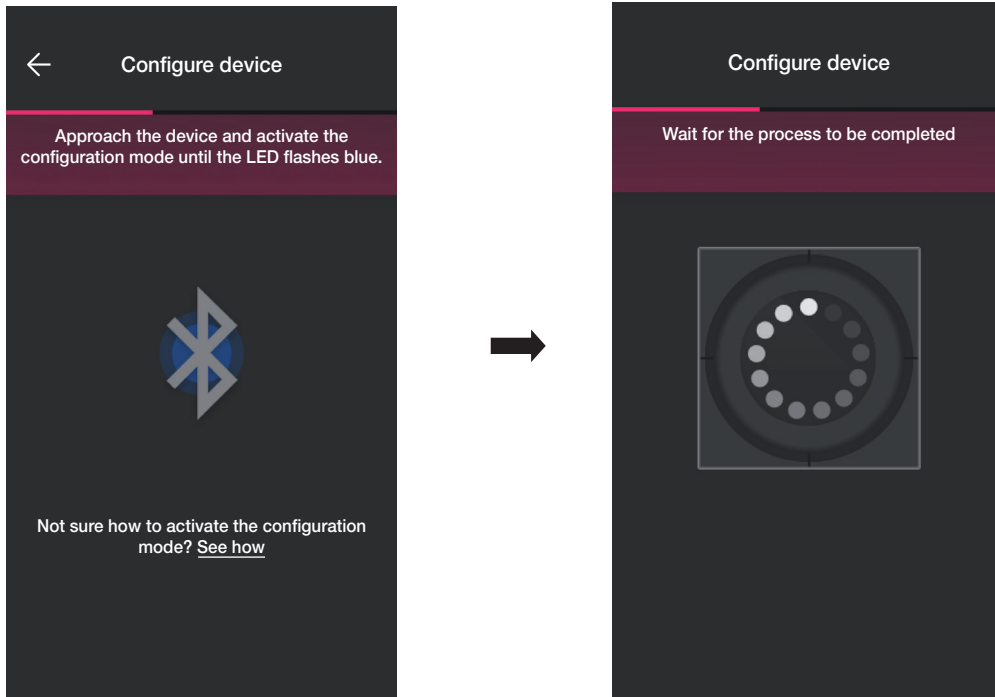 Configure device
Approach the device and activate the
configuration mode until the LED flashes blue.
Not sure how to activate the configuration
mode? See how
Configure device
Wait for the process to be completed